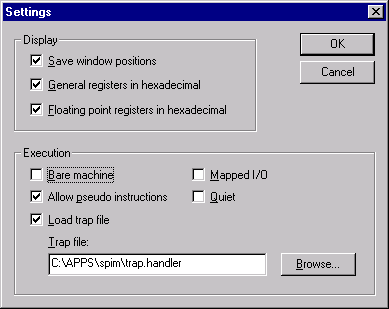 Settings
Display
Save window positions
General registers in hexadecimal
Floating point registers in hexadecimal
OK
Cancel
Execution
Bare machine
Mapped I/O
Allow pseudo instructions
Quiet
Load trap file
Trap file:
C:\APPS\spim\trap.handler
Browse...